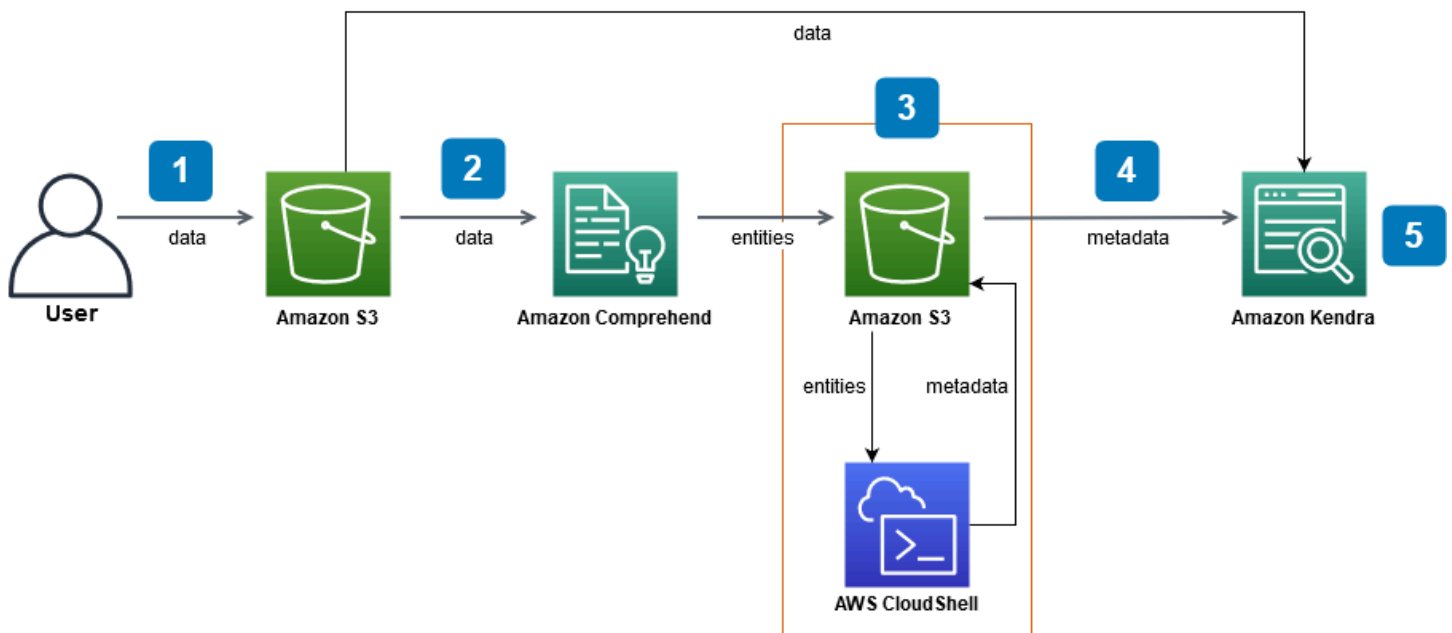 data
3
1
2
4
5
data
data
entities
metadata
User
Amazon S3
Amazon Comprehend
Amazon S3
Amazon Kendra
entities
metadata
AWS CloudShell